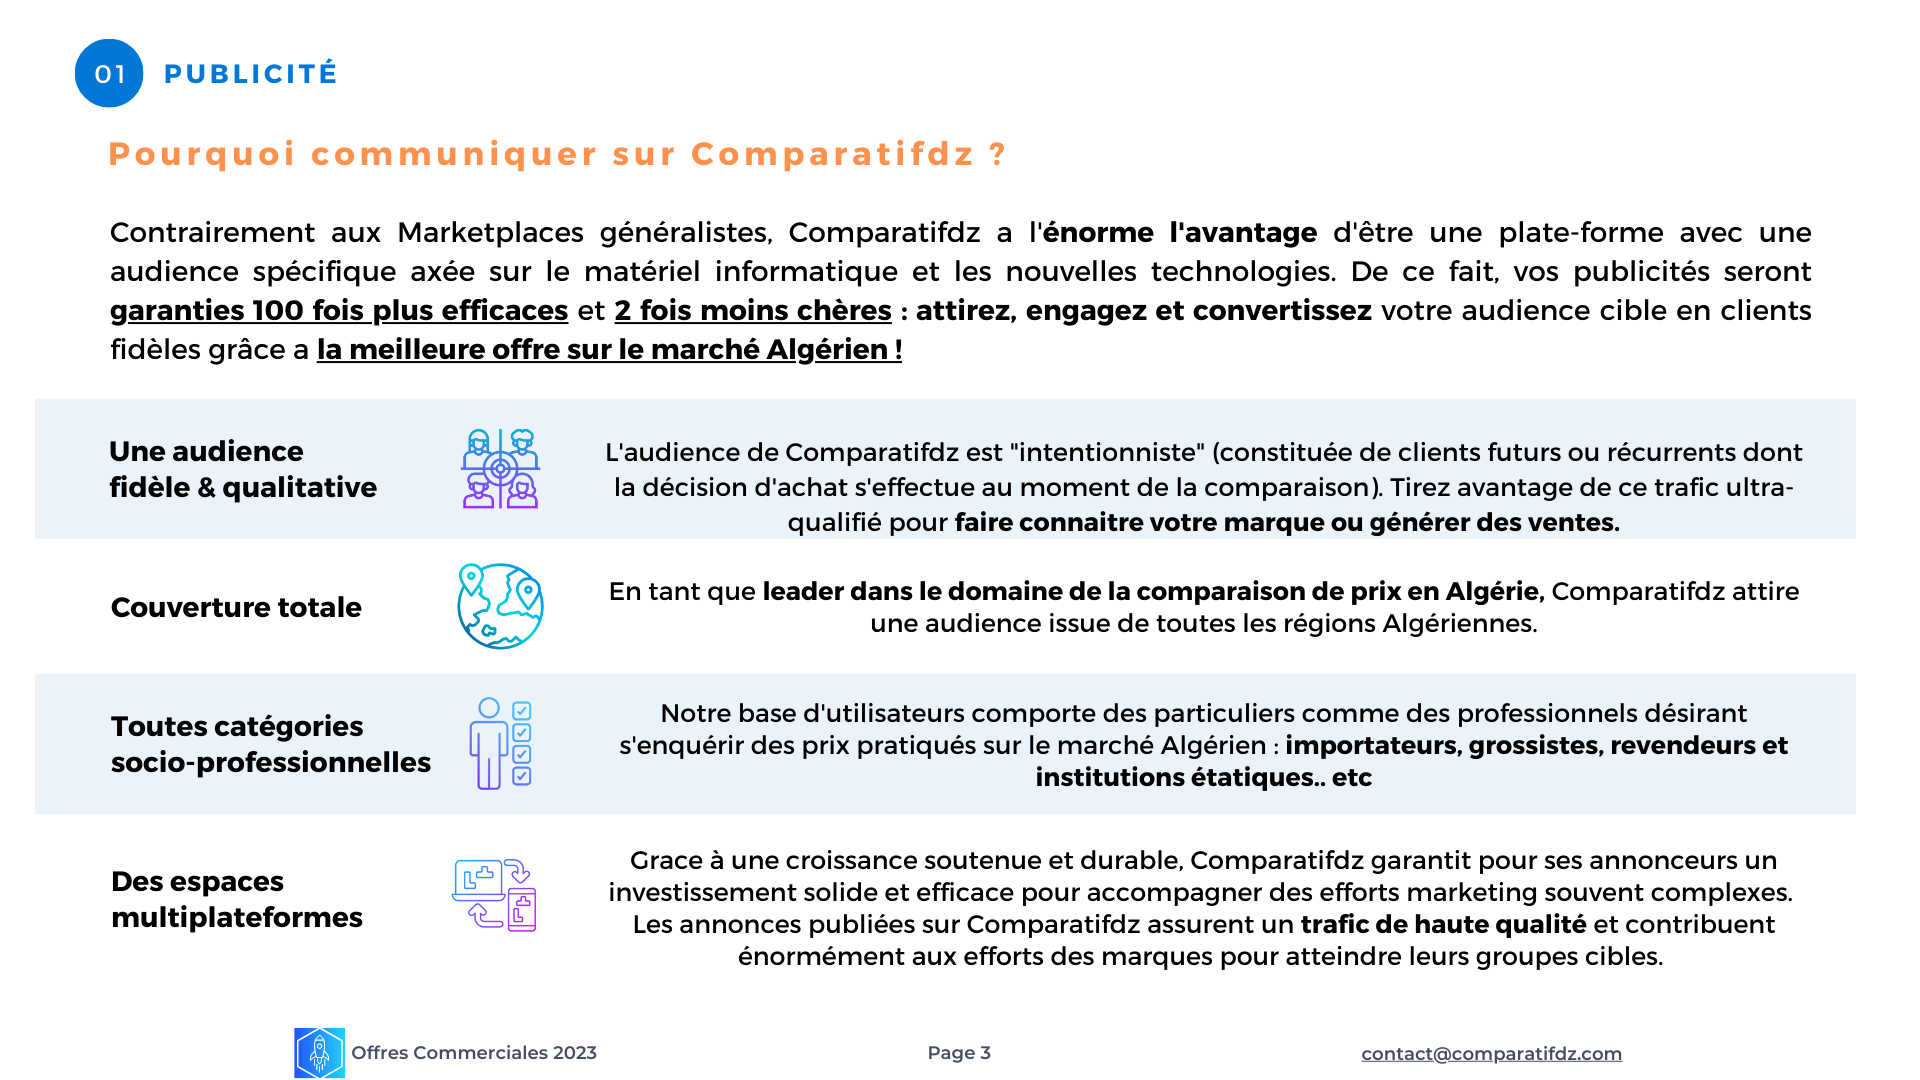 01 PUBLICITÉ
Pourquoi communiquer sur Comparatifdz ?
Contrairement aux Marketplaces généralistes, Comparatifdz a l'énorme l'avantage d'être une plate-forme avec une
audience spécifique axée sur le matériel informatique et les nouvelles technologies. De ce fait, vos publicités seront
garanties 100 fois plus efficaces et 2 fois moins chères : attirez, engagez et convertissez votre audience cible en clients
fidèles grâce a la meilleure offre sur le marché Algérien !
Une audience
fidèle & qualitative
L'audience de Comparatifdz est "intentionniste" (constituée de clients futurs ou récurrents dont
la décision d'achat s'effectue au moment de la comparaison). Tirez avantage de ce trafic ultra-
qualifié pour faire connaitre votre marque ou générer des ventes.
Couverture totale
En tant que leader dans le domaine de la comparaison de prix en Algérie, Comparatifdz attire
une audience issue de toutes les régions Algériennes.
Toutes catégories
socio-professionnelles
Notre base d'utilisateurs comporte des particuliers comme des professionnels désirant
s'enquérir des prix pratiqués sur le marché Algérien : importateurs, grossistes, revendeurs et
institutions étatiques.. etc
Des espaces
multiplateformes
Grace à une croissance soutenue et durable, Comparatifdz garantit pour ses annonceurs un
investissement solide et efficace pour accompagner des efforts marketing souvent complexes.
Les annonces publiées sur Comparatifdz assurent un trafic de haute qualité et contribuent
énormément aux efforts des marques pour atteindre leurs groupes cibles.
Offres Commerciales 2023
Page 3
contact@comparatifdz.com